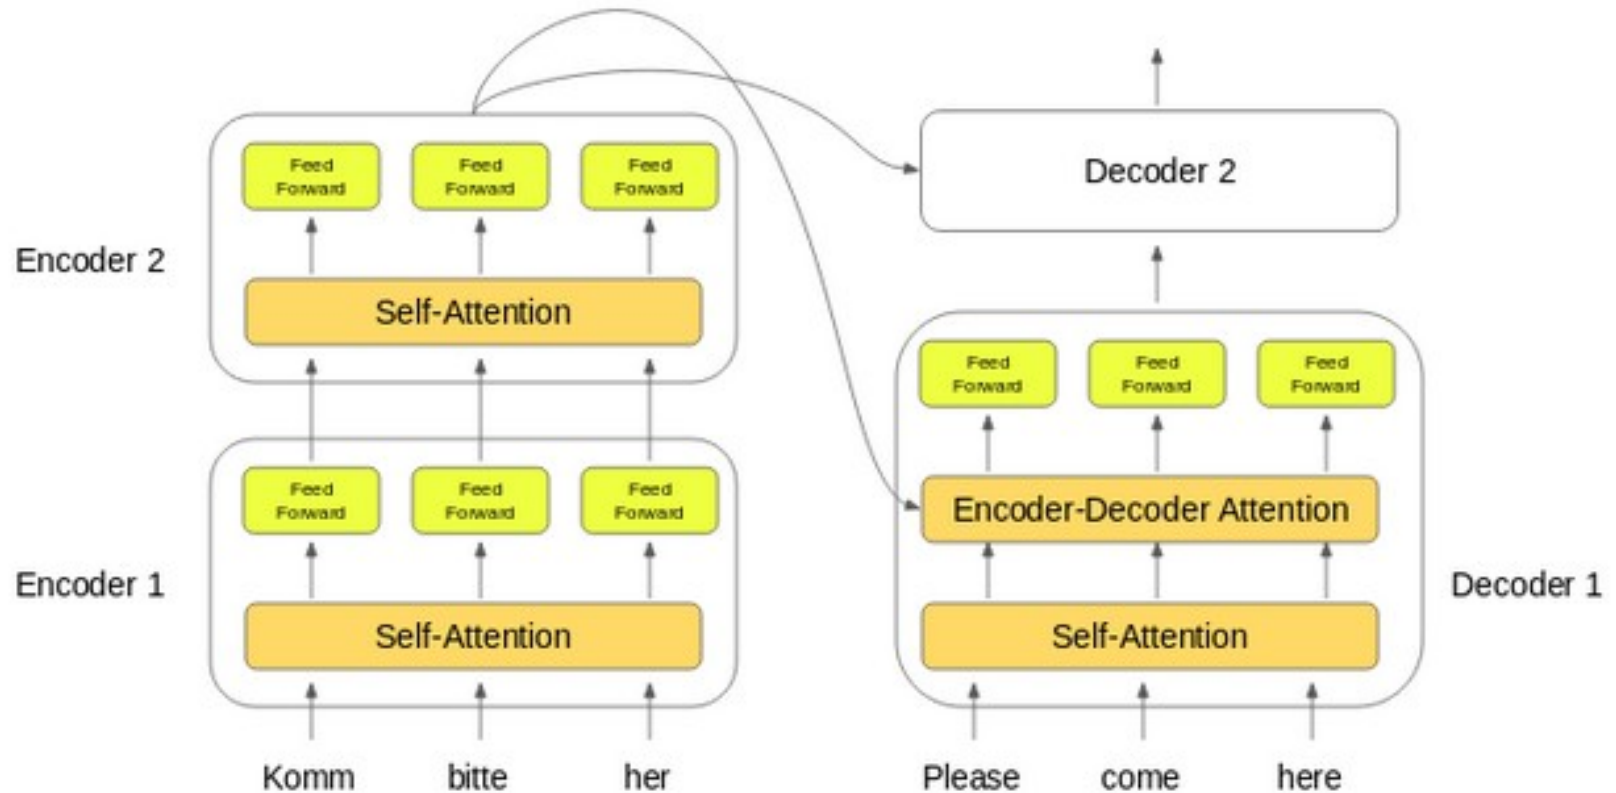 Feed
Forward
Feed
Forward
Feed
Forward
Encoder 2
Self-Attention
Feed
Forward
Feed
Forward
Feed
Forward
Encoder 1
Self-Attention
Komm
bitte
her
Decoder 2
Feed
Forward
Feed
Forward
Feed
Forward
Encoder-Decoder Attention
Decoder 1
Self-Attention
Please
come
here